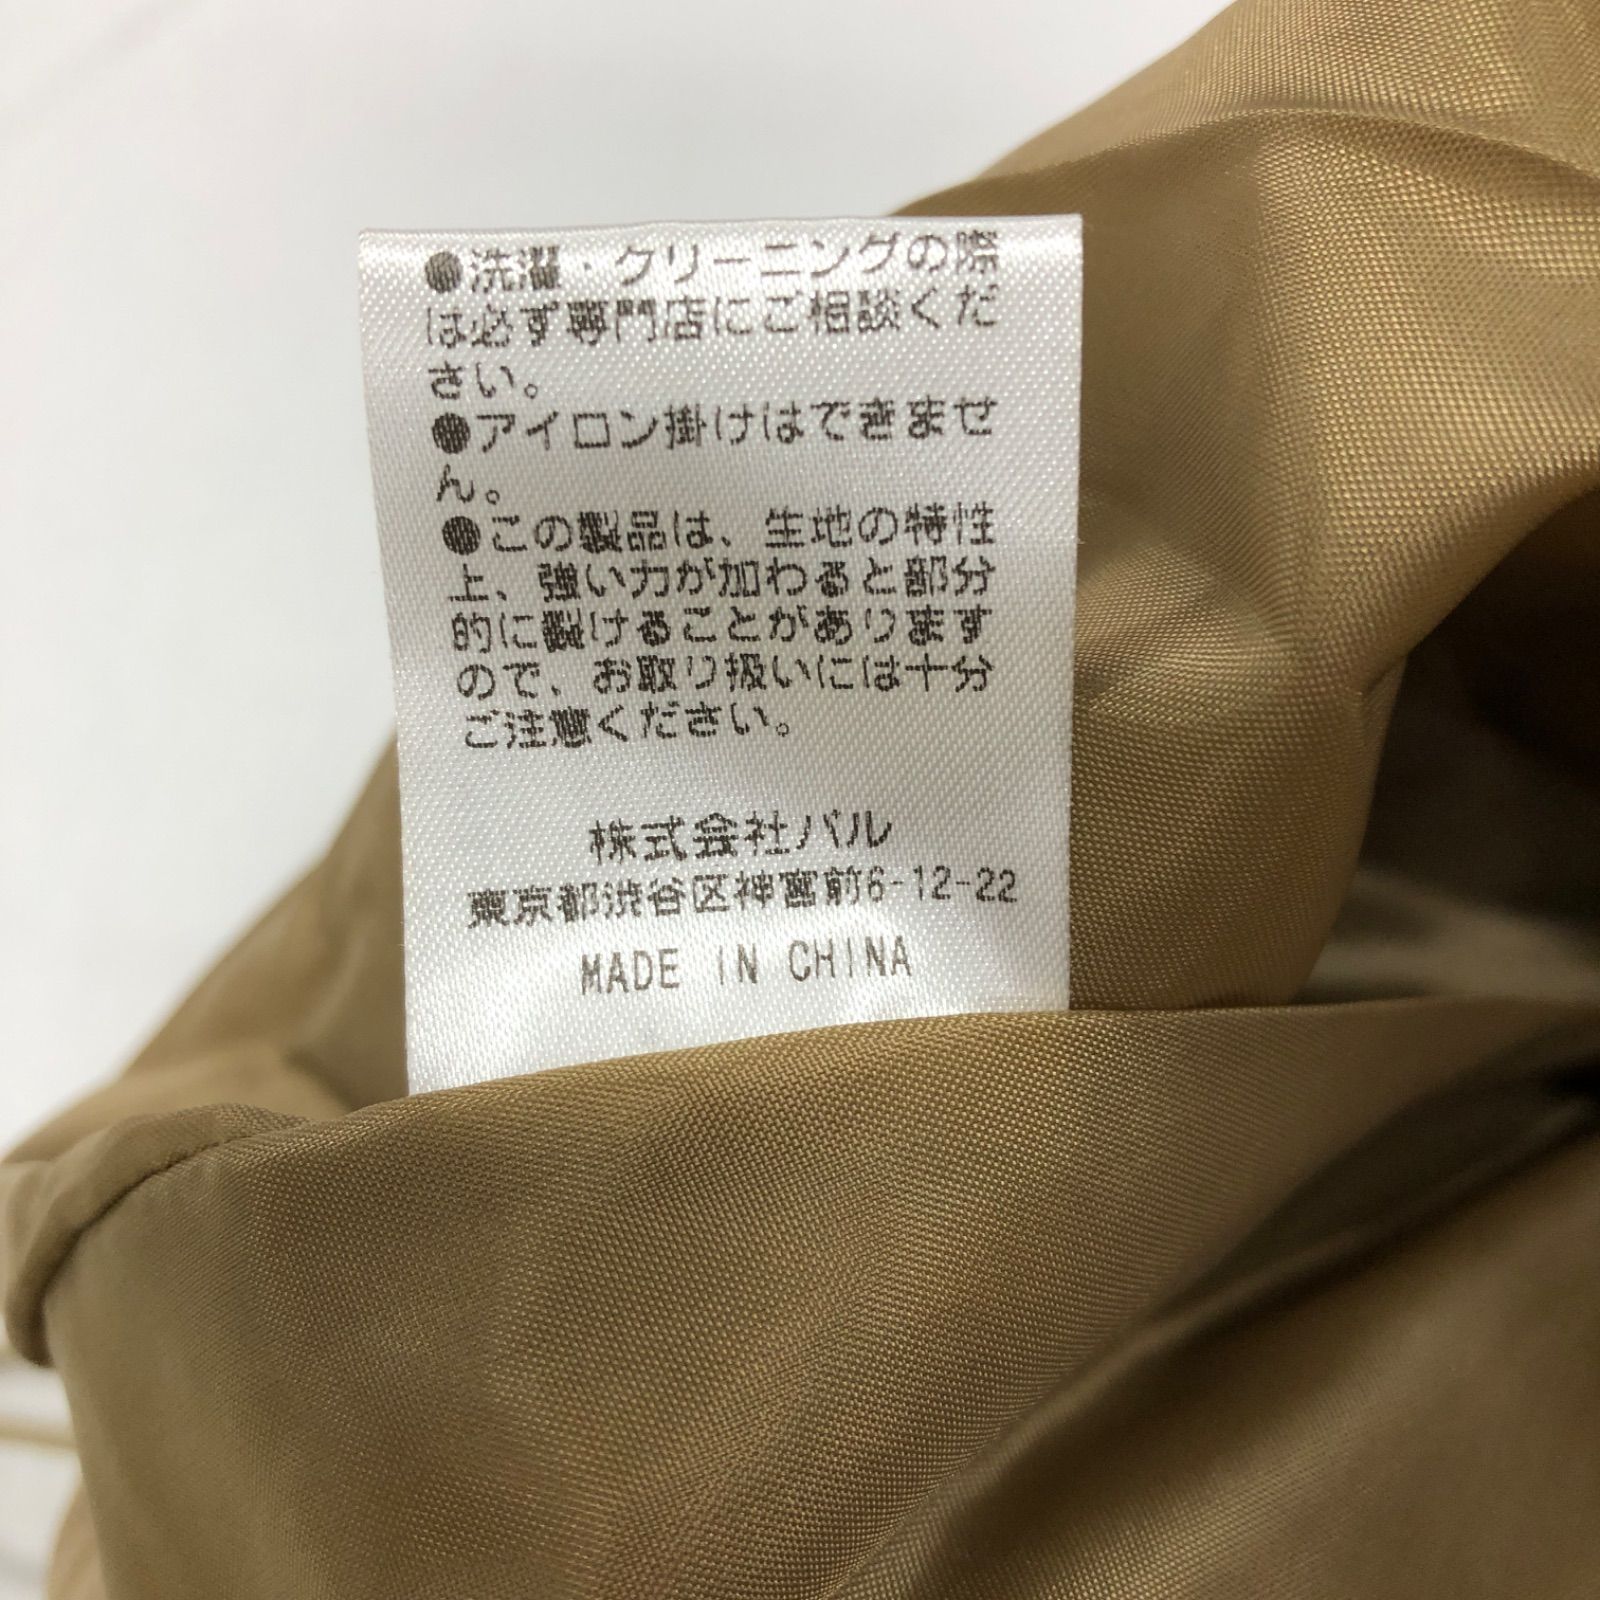 ●洗濯・クリーニングの際
は必ず専門店にご相談くだ
さい。
●アイロン掛けはできませ
ん。
●この製品は、生地の特性
上、強い力が加わると部分
的に裂けることがあります
ので、お取り扱いには十分
ご注意ください。
株式会社パル
東京都渋谷区神宮前6-12-22
MADE IN CHINA